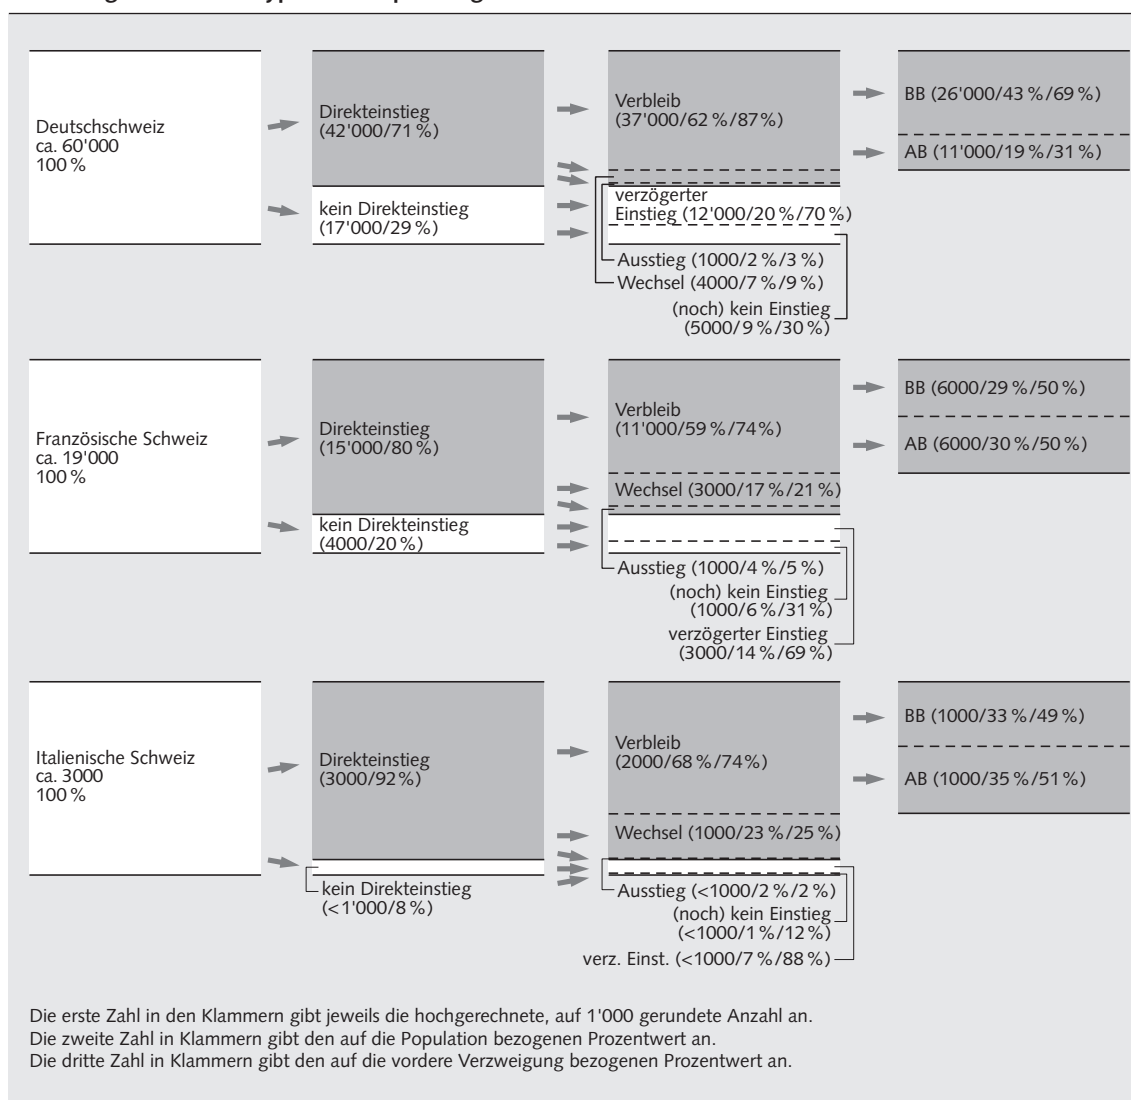 Deutschschweiz
ca. 60'000
100 %
Direkteinstieg
(42'000/71 %)
kein Direkteinstieg
(17'000/29 %)
Verbleib
(37'000/62 %/87 %)
verzögerter
Einstieg (12'000/20 %/70 %)
Ausstieg (1000/2 %/3 %)
Wechsel (4000/7 %/9 %)
(noch) kein Einstieg
(5000/9 %/30 %)
BB (26'000/43 %/69 %)
AB (11'000/19 %/31 %)
Französische Schweiz
ca. 19'000
100 %
Direkteinstieg
(15'000/80 %)
kein Direkteinstieg
(4000/20 %)
Verbleib
(11'000/59 %/74 %)
Wechsel (3000/17 %/21 %)
Ausstieg (1000/4 %/5 %)
(noch) kein Einstieg
(1000/6 %/31 %)
verzögerter Einstieg
(3000/14 %/69 %)
BB (6000/29 %/50 %)
AB (6000/30 %/50 %)
Italienische Schweiz
ca. 3000
100 %
Direkteinstieg
(3000/92 %)
kein Direkteinstieg
(<1'000/8 %)
Verbleib
(2000/68 %/74%)
Wechsel (1000/23 %/25 %)
Ausstieg (<1000/2 %/2 %)
(noch) kein Einstieg
(<1000/1 %/12 %)
verz. Einst. (<1000/7 %/88 %)
BB (1000/33 %/49 %)
AB (1000/35 %/51 %)
Die erste Zahl in den Klammern gibt jeweils die hochgerechnete, auf 1'000 gerundete Anzahl an.
Die zweite Zahl in Klammern gibt den auf die Population bezogenen Prozentwert an.
Die dritte Zahl in Klammern gibt den auf die vordere Verzweigung bezogenen Prozentwert an.